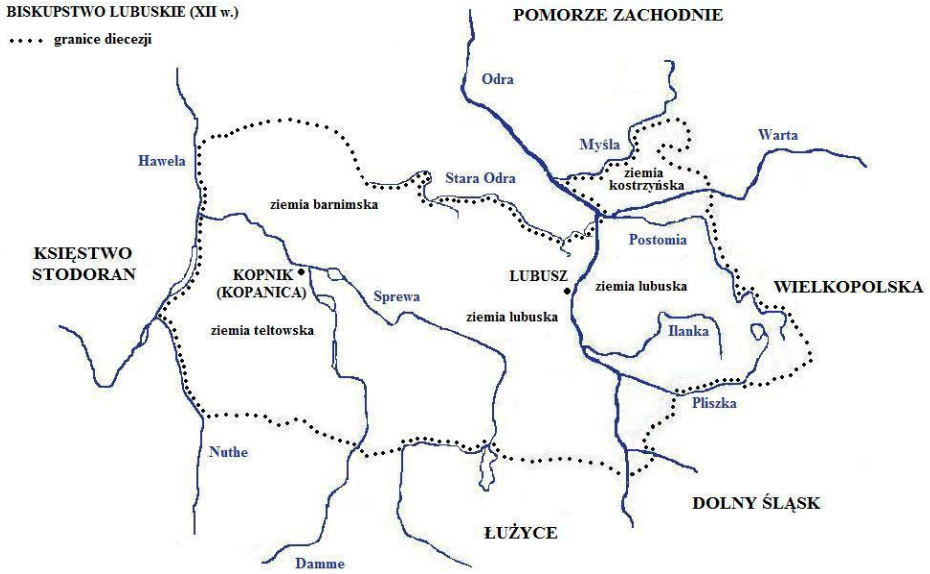 BISKUPSTWO LUBUSKIE (XII w.)
granice diecezji
POMORZE ZACHODNIE
Odra
Hawela
Myśla
Warta
Stara Odra
ziemia
kostrzyńska
ziemia barnimska
KSIĘSTWO
STODORAN
Postomia
KOPNIK
(KOPANICA)
LUBUSZ
ziemia lubuska
WIELKOPOLSKA
Sprewa
ziemia lubuska
ziemia teltowska
Ilanka
Pliszka
Nuthe
DOLNY ŚLĄSK
ŁUŻYCE
Damme